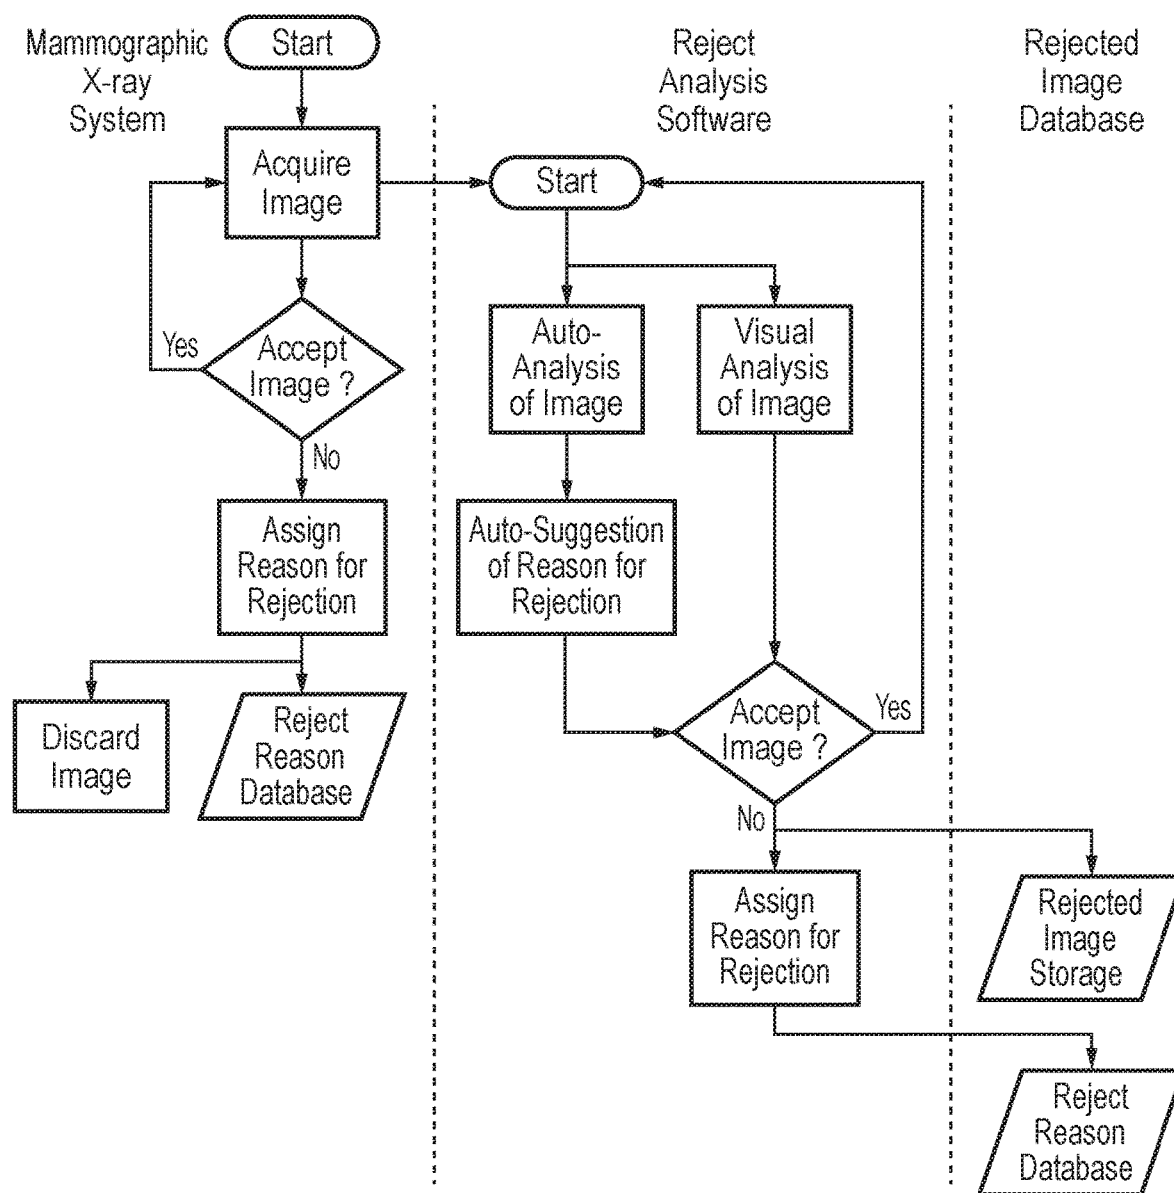 Mammographic
X-ray
System
Start
Acquire
Image
Yes
Accept
Image ?
No
Assign
Reason for
Rejection
Discard
Image
Reject
Reason
Database
Reject
Analysis
Software
Start
Auto-
Analysis
of Image
Visual
Analysis
of Image
Auto-Suggestion
of Reason for
Rejection
Accept
Image ?
Yes
No
Assign
Reason for
Rejection
Rejected
Image
Database
Rejected
Image
Storage
Reject
Reason
Database